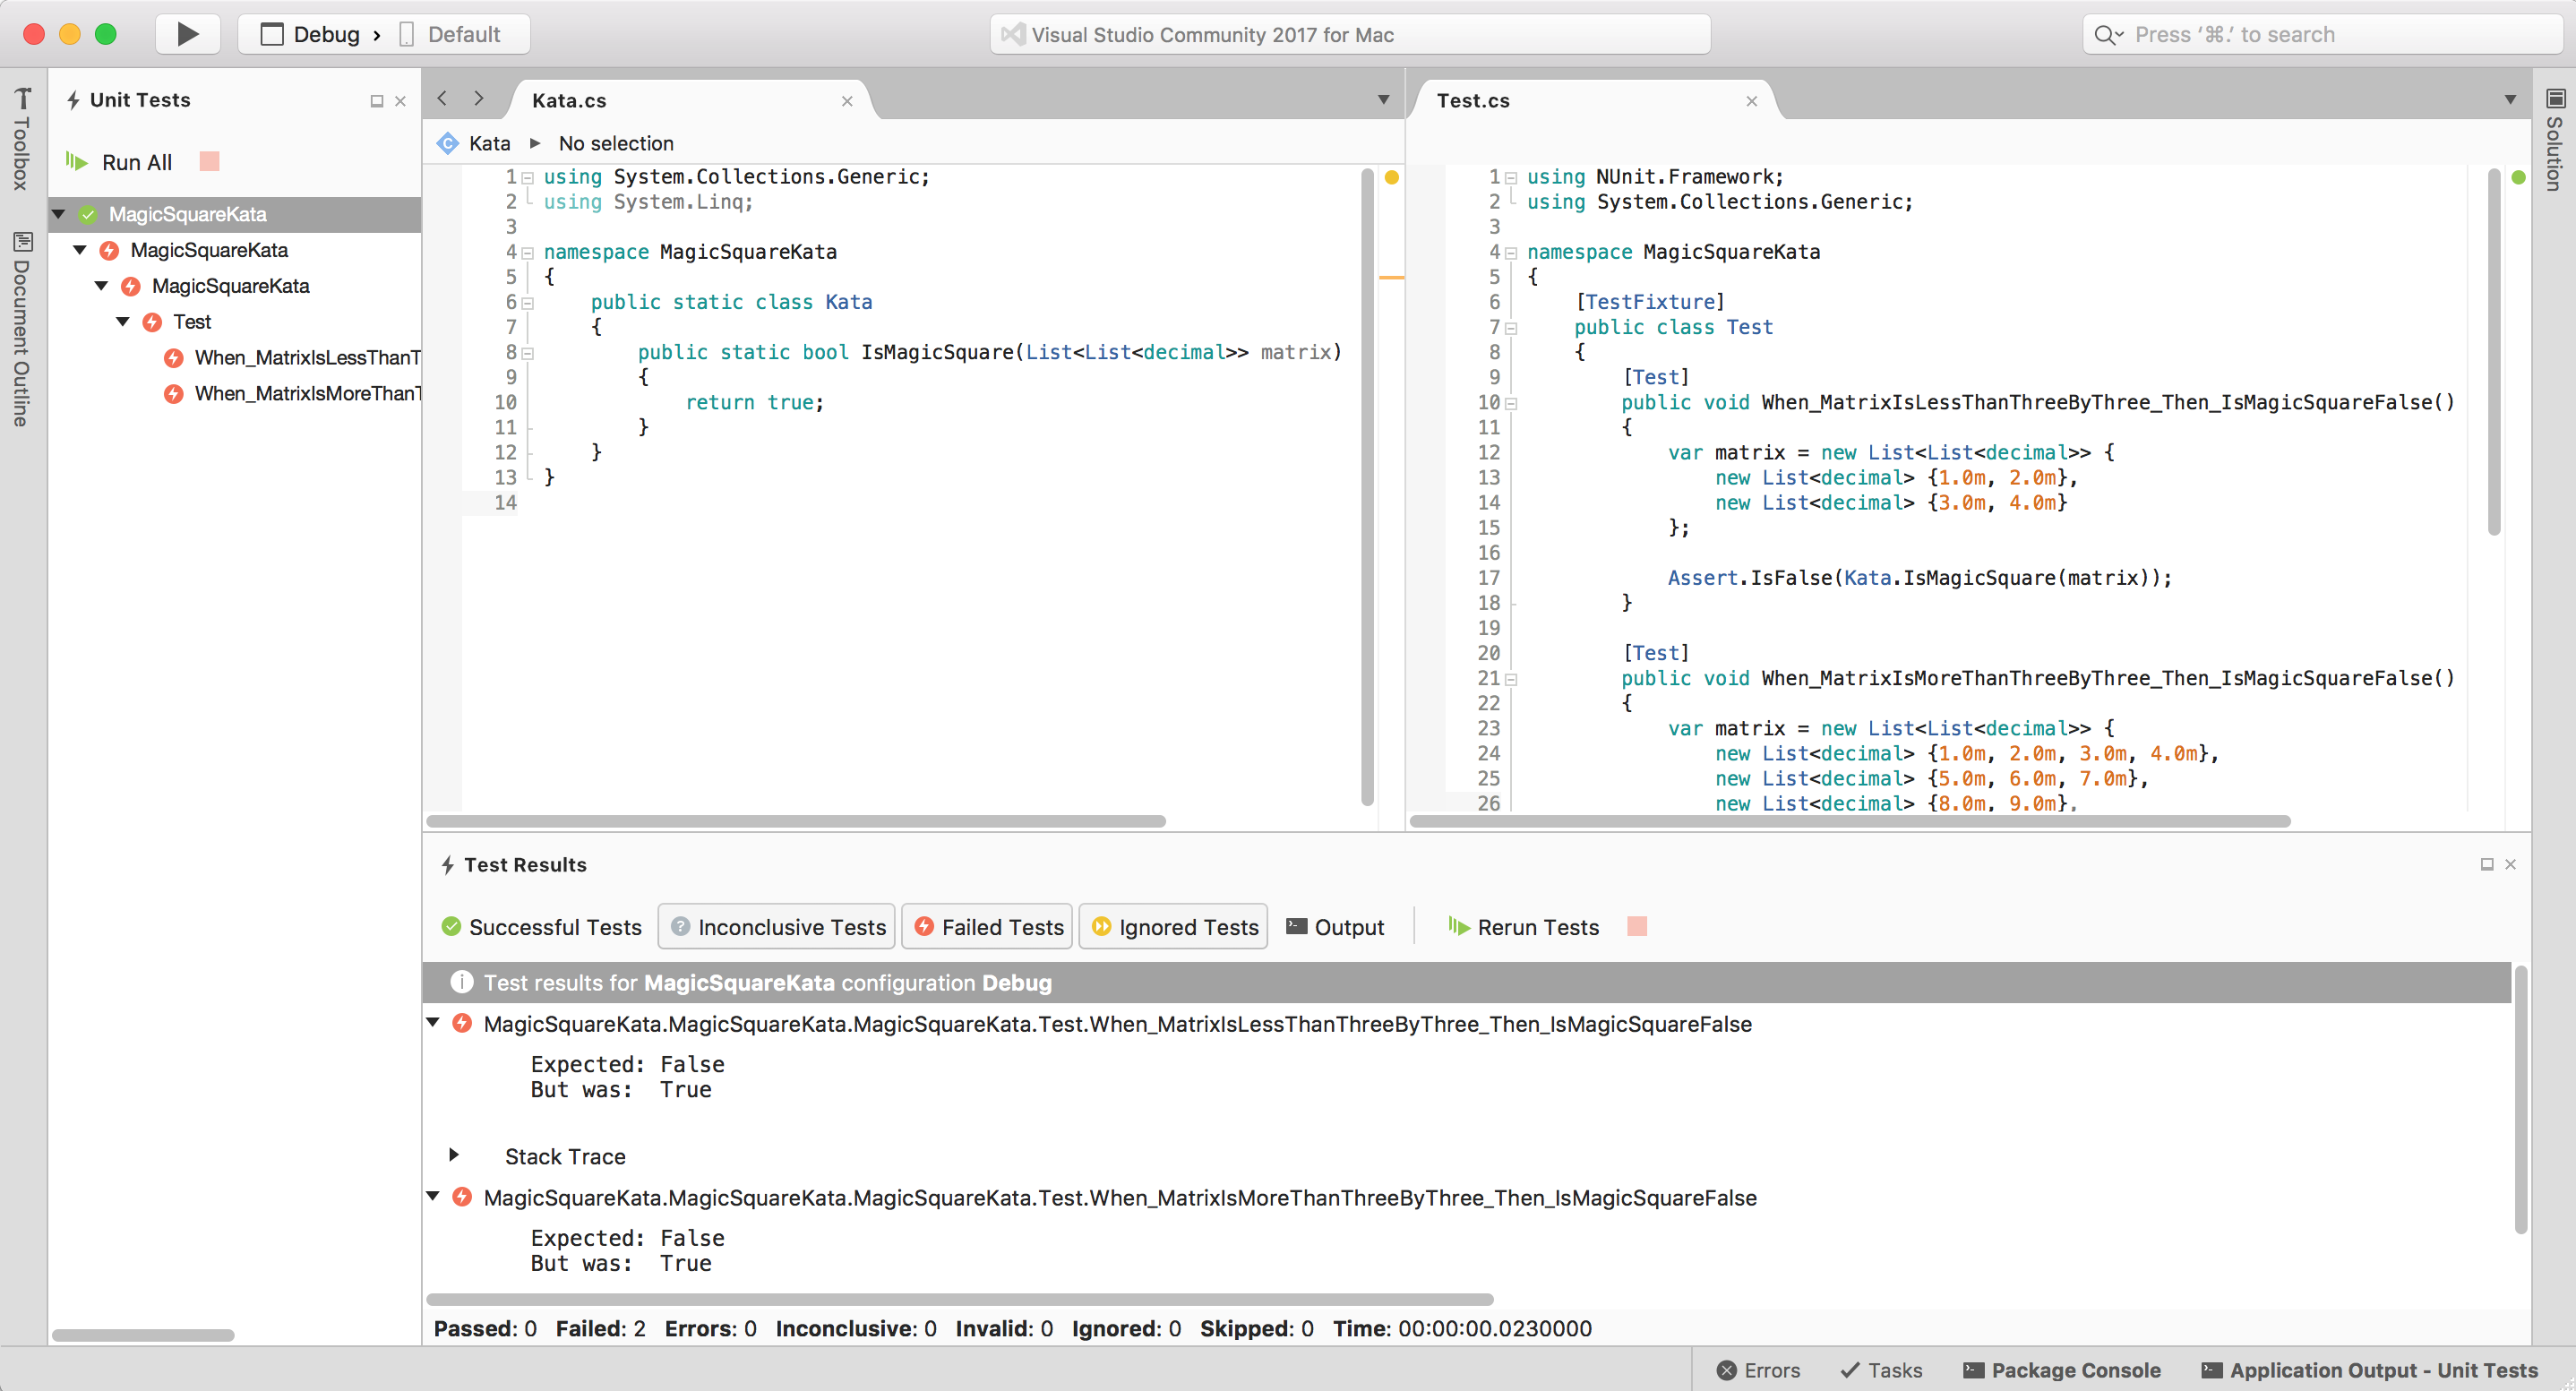 Debug › Default
Visual Studio Community 2017 for Mac
Press ‘⌘.’ to search
Toolbox
Document Outline
Unit Tests
Run All
MagicSquareKata
MagicSquareKata
MagicSquareKata
Test
When_MatrixIsLessThanT
When_MatrixIsMoreThanT
Kata.cs
Kata ▸ No selection
1 using System.Collections.Generic;
2 using System.Linq;
3
4 namespace MagicSquareKata
5 {
6     public static class Kata
7     {
8         public static bool IsMagicSquare(List<List<decimal>> matrix)
9         {
10             return true;
11         }
12     }
13 }
14
Test.cs
1 using NUnit.Framework;
2 using System.Collections.Generic;
3
4 namespace MagicSquareKata
5 {
6     [TestFixture]
7     public class Test
8     {
9         [Test]
10         public void When_MatrixIsLessThanThreeByThree_Then_IsMagicSquareFalse()
11         {
12             var matrix = new List<List<decimal>> {
13                 new List<decimal> {1.0m, 2.0m},
14                 new List<decimal> {3.0m, 4.0m}
15             };
16
17             Assert.IsFalse(Kata.IsMagicSquare(matrix));
18         }
19
20         [Test]
21         public void When_MatrixIsMoreThanThreeByThree_Then_IsMagicSquareFalse()
22         {
23             var matrix = new List<List<decimal>> {
24                 new List<decimal> {1.0m, 2.0m, 3.0m, 4.0m},
25                 new List<decimal> {5.0m, 6.0m, 7.0m},
26                 new List<decimal> {8.0m, 9.0m},
Solution
Test Results
Successful Tests Inconclusive Tests Failed Tests Ignored Tests Output Rerun Tests
Test results for MagicSquareKata configuration Debug
MagicSquareKata.MagicSquareKata.MagicSquareKata.Test.When_MatrixIsLessThanThreeByThree_Then_IsMagicSquareFalse
Expected: False
But was:  True
Stack Trace
MagicSquareKata.MagicSquareKata.MagicSquareKata.Test.When_MatrixIsMoreThanThreeByThree_Then_IsMagicSquareFalse
Expected: False
But was:  True
Passed: 0 Failed: 2 Errors: 0 Inconclusive: 0 Invalid: 0 Ignored: 0 Skipped: 0 Time: 00:00:00.0230000
Errors Tasks Package Console Application Output - Unit Tests